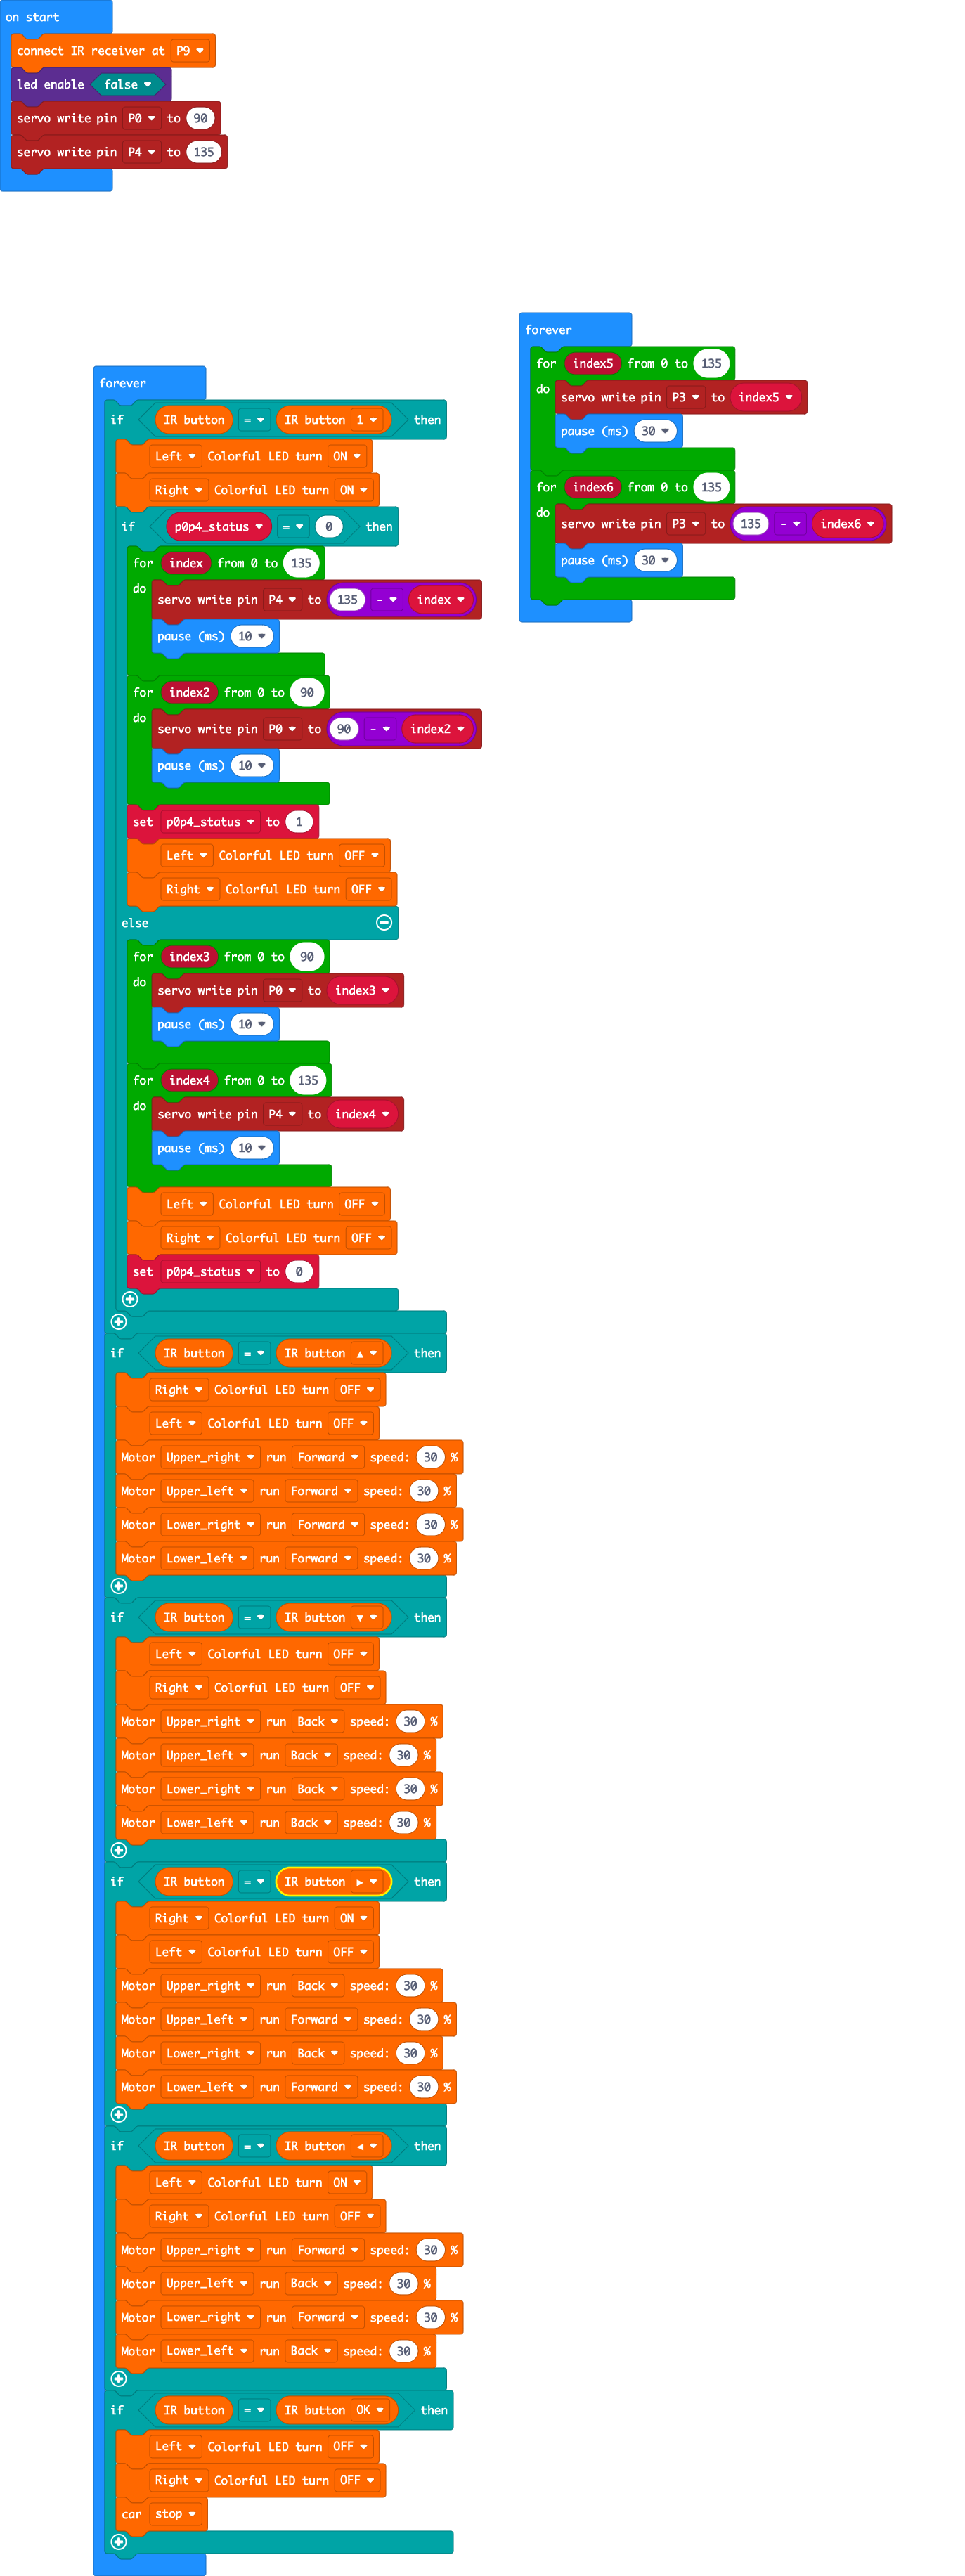 on start
connect IR receiver at P9
led enable false
servo write pin P0 to 90
servo write pin P4 to 135
forever
if IR button = IR button 1 then
Left Colorful LED turn ON
Right Colorful LED turn ON
if p0p4_status = 0 then
for index from 0 to 135
do servo write pin P4 to 135 - index
pause (ms) 10
for index2 from 0 to 90
do servo write pin P0 to 90 - index2
pause (ms) 10
set p0p4_status to 1
Left Colorful LED turn OFF
Right Colorful LED turn OFF
else
for index3 from 0 to 90
do servo write pin P0 to index3
pause (ms) 10
for index4 from 0 to 135
do servo write pin P4 to index4
pause (ms) 10
Left Colorful LED turn OFF
Right Colorful LED turn OFF
set p0p4_status to 0
if IR button = IR button ▲ then
Right Colorful LED turn OFF
Left Colorful LED turn OFF
Motor Upper_right run Forward speed: 30 %
Motor Upper_left run Forward speed: 30 %
Motor Lower_right run Forward speed: 30 %
Motor Lower_left run Forward speed: 30 %
if IR button = IR button ▼ then
Left Colorful LED turn OFF
Right Colorful LED turn OFF
Motor Upper_right run Back speed: 30 %
Motor Upper_left run Back speed: 30 %
Motor Lower_right run Back speed: 30 %
Motor Lower_left run Back speed: 30 %
if IR button = IR button ▶ then
Right Colorful LED turn ON
Left Colorful LED turn OFF
Motor Upper_right run Back speed: 30 %
Motor Upper_left run Forward speed: 30 %
Motor Lower_right run Back speed: 30 %
Motor Lower_left run Forward speed: 30 %
if IR button = IR button ◀ then
Left Colorful LED turn ON
Right Colorful LED turn OFF
Motor Upper_right run Forward speed: 30 %
Motor Upper_left run Back speed: 30 %
Motor Lower_right run Forward speed: 30 %
Motor Lower_left run Back speed: 30 %
if IR button = IR button OK then
Left Colorful LED turn OFF
Right Colorful LED turn OFF
car stop
forever
for index5 from 0 to 135
do servo write pin P3 to index5
pause (ms) 30
for index6 from 0 to 135
do servo write pin P3 to 135 - index6
pause (ms) 30